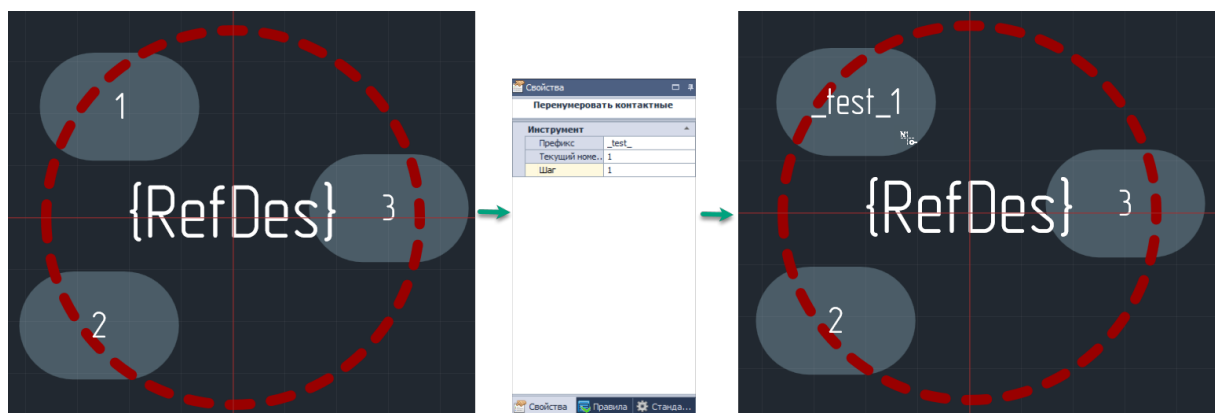 1
{RefDes}
3
2
Свойства
Перенумеровать контактные
Инструмент
Префикс _test_
Текущий номе.. 1
Шаг 1
Свойства Правила Станда...
_test_1
{RefDes}
3
2